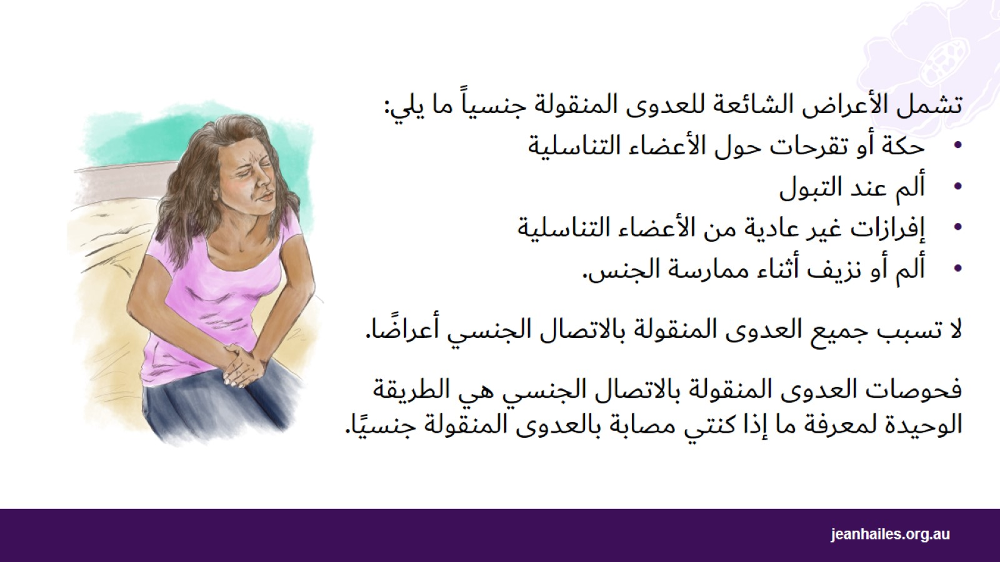 تشمل الأعراض الشائعة للعدوى المنقولة جنسياً ما يلي:
• حكة أو تقرحات حول الأعضاء التناسلية
• ألم عند التبول
• إفرازات غير عادية من الأعضاء التناسلية
• ألم أو نزيف أثناء ممارسة الجنس.
لا تسبب جميع العدوى المنقولة بالاتصال الجنسي أعراضًا.
فحوصات العدوى المنقولة بالاتصال الجنسي هي الطريقة
الوحيدة لمعرفة ما إذا كنتي مصابة بالعدوى المنقولة جنسيًا.
jeanhailes.org.au